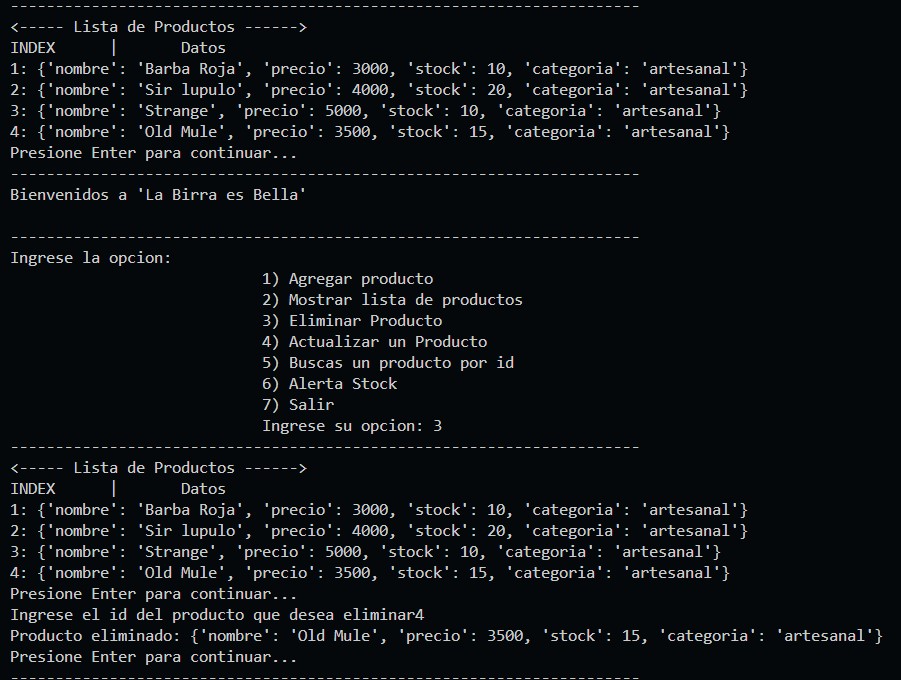 ----------------------------------------------------------------------
<----- Lista de Productos ------>
INDEX      |       Datos
1: {'nombre': 'Barba Roja', 'precio': 3000, 'stock': 10, 'categoria': 'artesanal'}
2: {'nombre': 'Sir lupulo', 'precio': 4000, 'stock': 20, 'categoria': 'artesanal'}
3: {'nombre': 'Strange', 'precio': 5000, 'stock': 10, 'categoria': 'artesanal'}
4: {'nombre': 'Old Mule', 'precio': 3500, 'stock': 15, 'categoria': 'artesanal'}
Presione Enter para continuar...
----------------------------------------------------------------------
Bienvenidos a 'La Birra es Bella'

----------------------------------------------------------------------
Ingrese la opcion:
                            1) Agregar producto
                            2) Mostrar lista de productos
                            3) Eliminar Producto
                            4) Actualizar un Producto
                            5) Buscas un producto por id
                            6) Alerta Stock
                            7) Salir
                            Ingrese su opcion: 3
----------------------------------------------------------------------
<----- Lista de Productos ------>
INDEX      |       Datos
1: {'nombre': 'Barba Roja', 'precio': 3000, 'stock': 10, 'categoria': 'artesanal'}
2: {'nombre': 'Sir lupulo', 'precio': 4000, 'stock': 20, 'categoria': 'artesanal'}
3: {'nombre': 'Strange', 'precio': 5000, 'stock': 10, 'categoria': 'artesanal'}
4: {'nombre': 'Old Mule', 'precio': 3500, 'stock': 15, 'categoria': 'artesanal'}
Presione Enter para continuar...
Ingrese el id del producto que desea eliminar4
Producto eliminado: {'nombre': 'Old Mule', 'precio': 3500, 'stock': 15, 'categoria': 'artesanal'}
Presione Enter para continuar...
----------------------------------------------------------------------